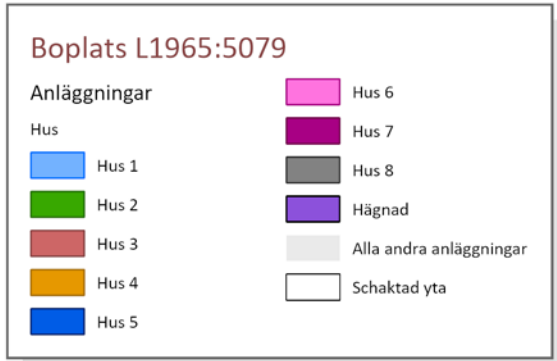 Boplats L1965:5079
Anläggningar
Hus
Hus 1
Hus 2
Hus 3
Hus 4
Hus 5
Hus 6
Hus 7
Hus 8
Hägnad
Alla andra anläggningar
Schaktad yta